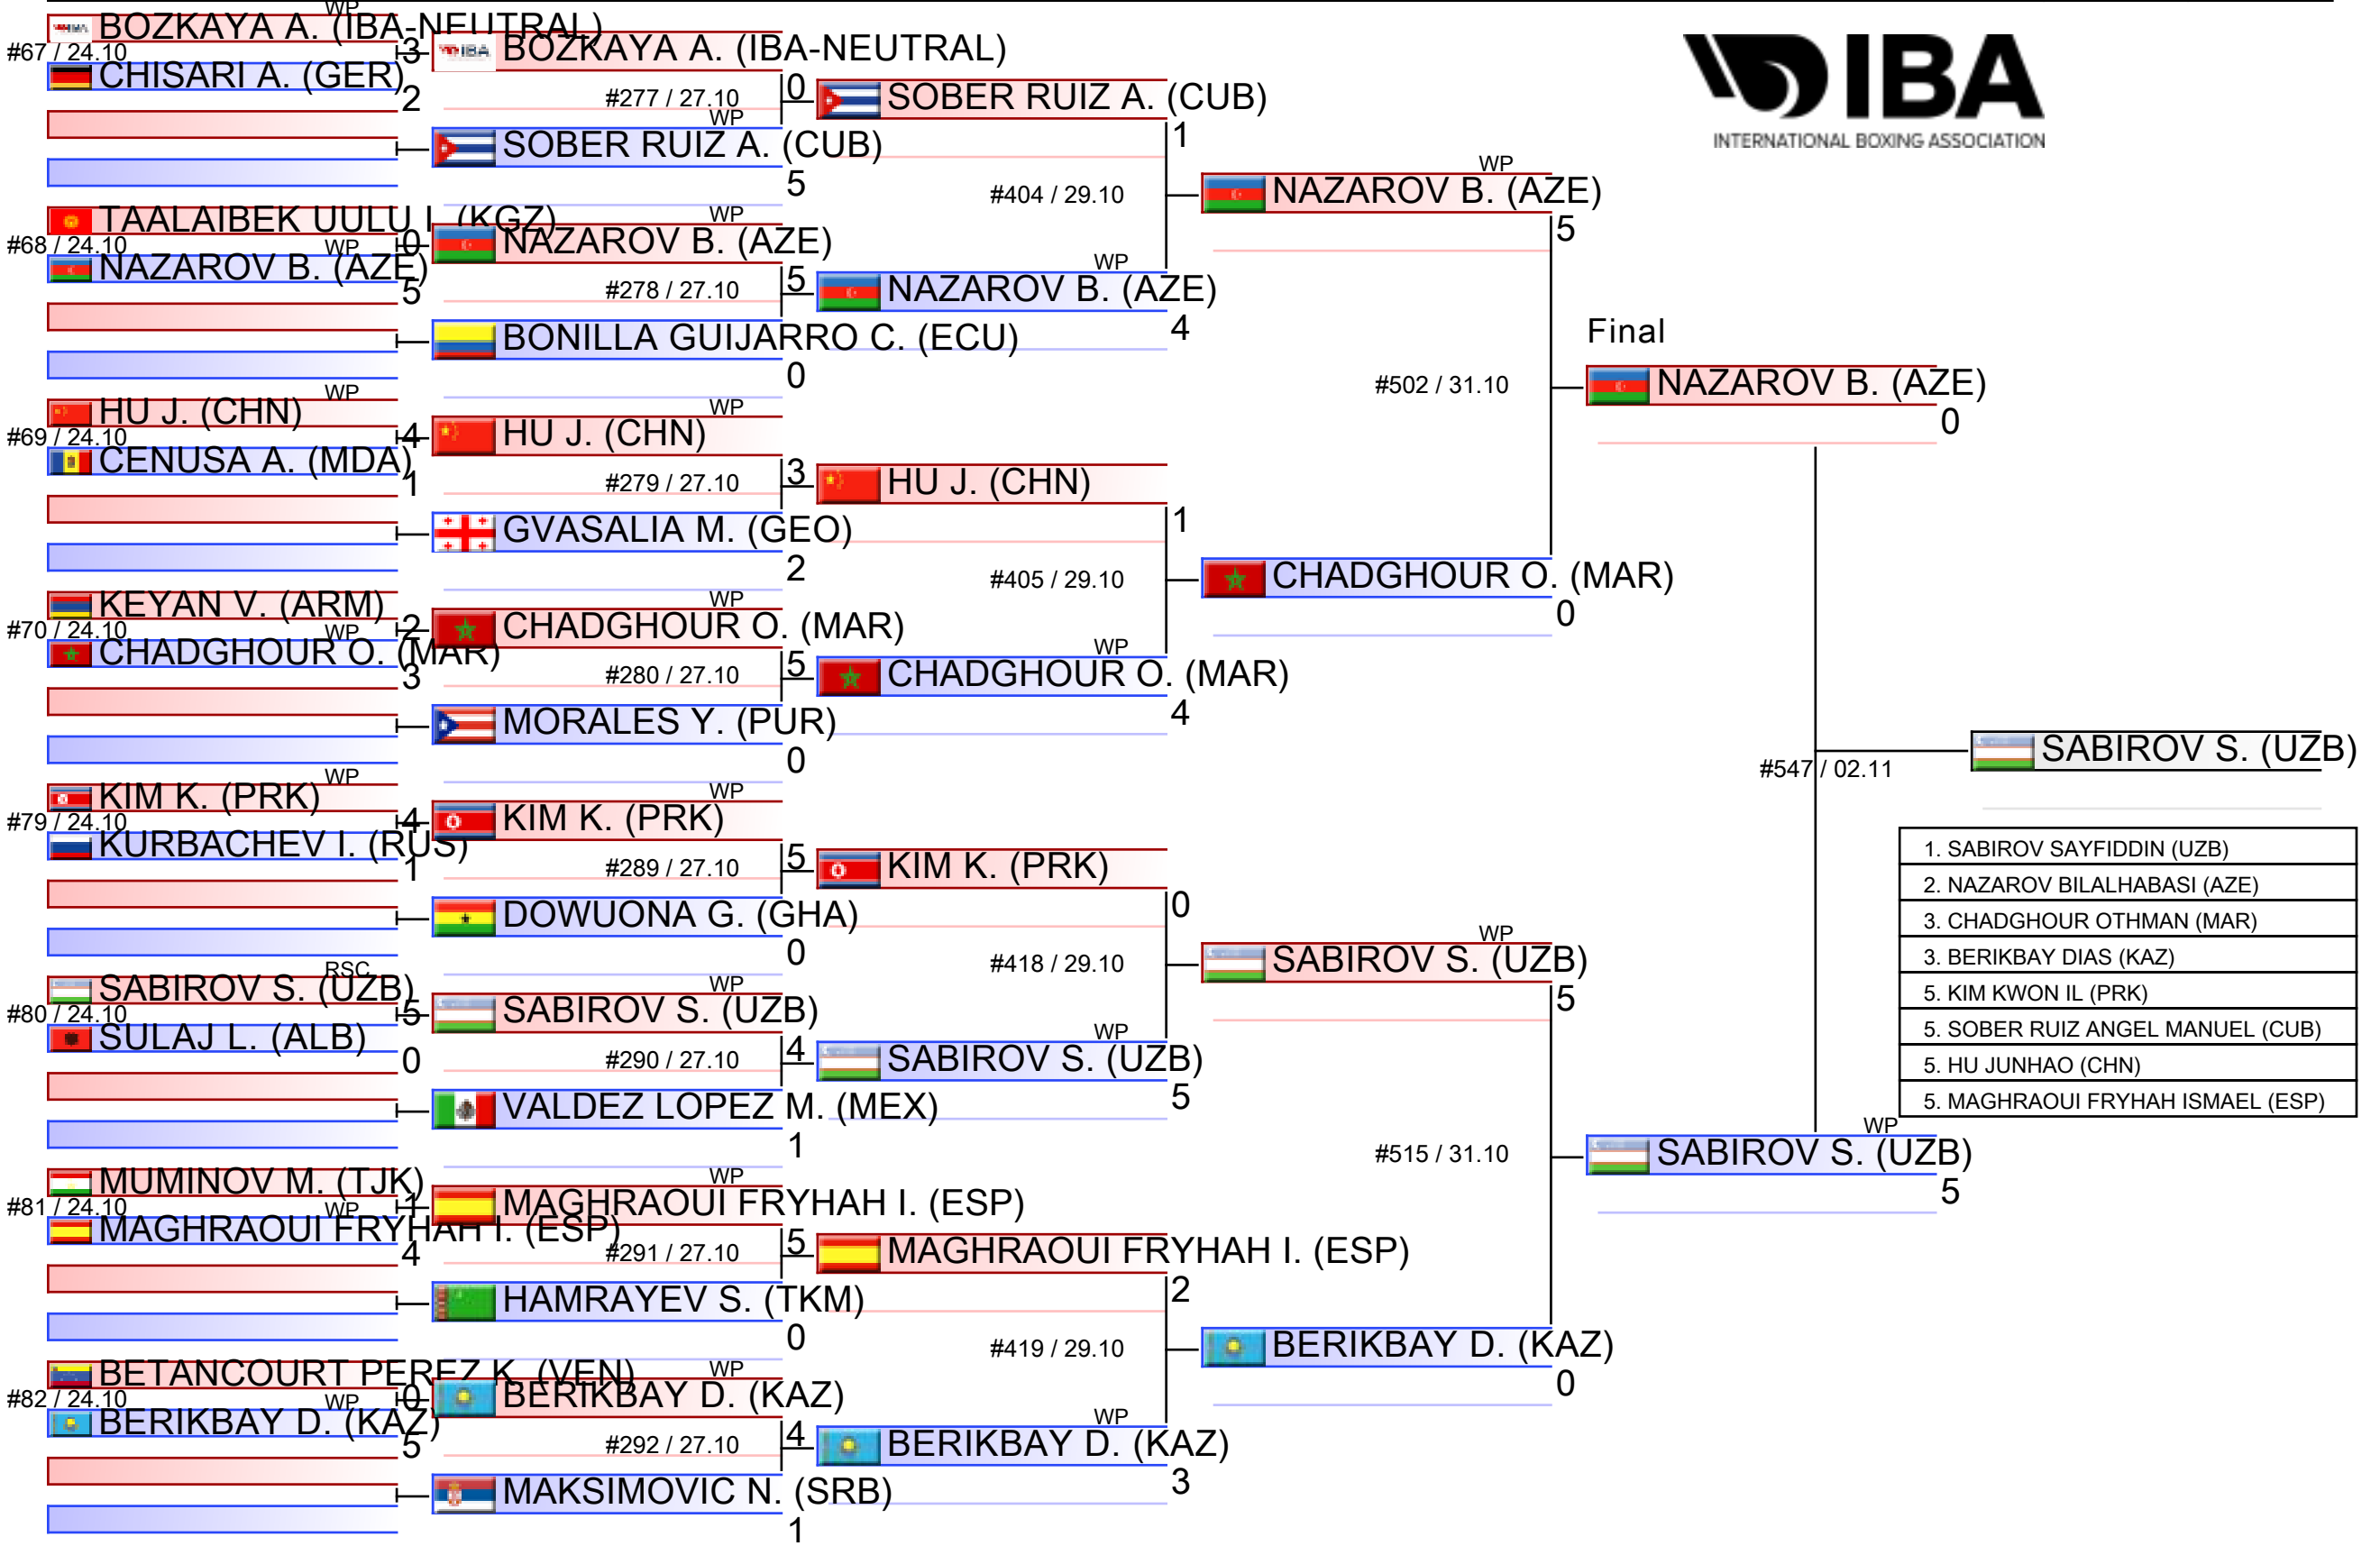 IBA
INTERNATIONAL BOXING ASSOCIATION
WP
BOZKAYA A. (IBA-NEUTRAL)
3
#67 / 24.10
CHISARI A. (GER)
2
TAALAIBEK UULU I. (KGZ)
0
#68 / 24.10
WP
NAZAROV B. (AZE)
5
WP
HU J. (CHN)
4
#69 / 24.10
CENUSA A. (MDA)
1
KEYAN V. (ARM)
2
#70 / 24.10
WP
CHADGHOUR O. (MAR)
3
WP
KIM K. (PRK)
4
#79 / 24.10
KURBACHEV I. (RUS)
1
RSC
SABIROV S. (UZB)
5
#80 / 24.10
SULAJ L. (ALB)
0
MUMINOV M. (TJK)
1
#81 / 24.10
WP
MAGHRAOUI FRYHAH I. (ESP)
4
BETANCOURT PEREZ K. (VEN)
0
#82 / 24.10
WP
BERIKBAY D. (KAZ)
5
IBA
BOZKAYA A. (IBA-NEUTRAL)
0
#277 / 27.10
WP
SOBER RUIZ A. (CUB)
5
WP
NAZAROV B. (AZE)
5
#278 / 27.10
BONILLA GUIJARRO C. (ECU)
0
WP
HU J. (CHN)
3
#279 / 27.10
GVASALIA M. (GEO)
2
WP
CHADGHOUR O. (MAR)
5
#280 / 27.10
MORALES Y. (PUR)
0
WP
KIM K. (PRK)
5
#289 / 27.10
DOWUONA G. (GHA)
0
WP
SABIROV S. (UZB)
4
#290 / 27.10
VALDEZ LOPEZ M. (MEX)
1
WP
MAGHRAOUI FRYHAH I. (ESP)
5
#291 / 27.10
HAMRAYEV S. (TKM)
0
WP
BERIKBAY D. (KAZ)
4
#292 / 27.10
MAKSIMOVIC N. (SRB)
1
SOBER RUIZ A. (CUB)
1
#404 / 29.10
WP
NAZAROV B. (AZE)
4
HU J. (CHN)
1
#405 / 29.10
WP
CHADGHOUR O. (MAR)
4
KIM K. (PRK)
0
#418 / 29.10
WP
SABIROV S. (UZB)
5
MAGHRAOUI FRYHAH I. (ESP)
2
#419 / 29.10
WP
BERIKBAY D. (KAZ)
3
WP
NAZAROV B. (AZE)
5
#502 / 31.10
CHADGHOUR O. (MAR)
0
WP
SABIROV S. (UZB)
5
#515 / 31.10
BERIKBAY D. (KAZ)
0
Final
NAZAROV B. (AZE)
0
#547 / 02.11
WP
SABIROV S. (UZB)
5
SABIROV S. (UZB)
1. SABIROV SAYFIDDIN (UZB)
2. NAZAROV BILALHABASI (AZE)
3. CHADGHOUR OTHMAN (MAR)
3. BERIKBAY DIAS (KAZ)
5. KIM KWON IL (PRK)
5. SOBER RUIZ ANGEL MANUEL (CUB)
5. HU JUNHAO (CHN)
5. MAGHRAOUI FRYHAH ISMAEL (ESP)